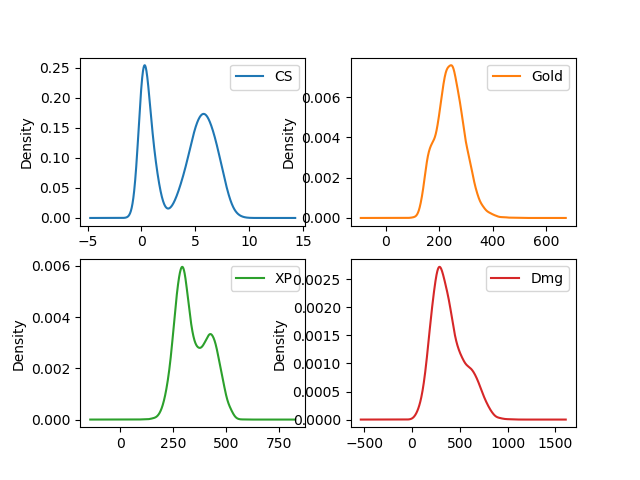 CS
Density
0.25
0.20
0.15
0.10
0.05
0.00
−5 0 5 10 15
Gold
Density
0.006
0.004
0.002
0.000
0 200 400 600
XP
Density
0.006
0.004
0.002
0.000
0 250 500 750
Dmg
Density
0.0025
0.0020
0.0015
0.0010
0.0005
0.0000
−500 0 500 1000 1500